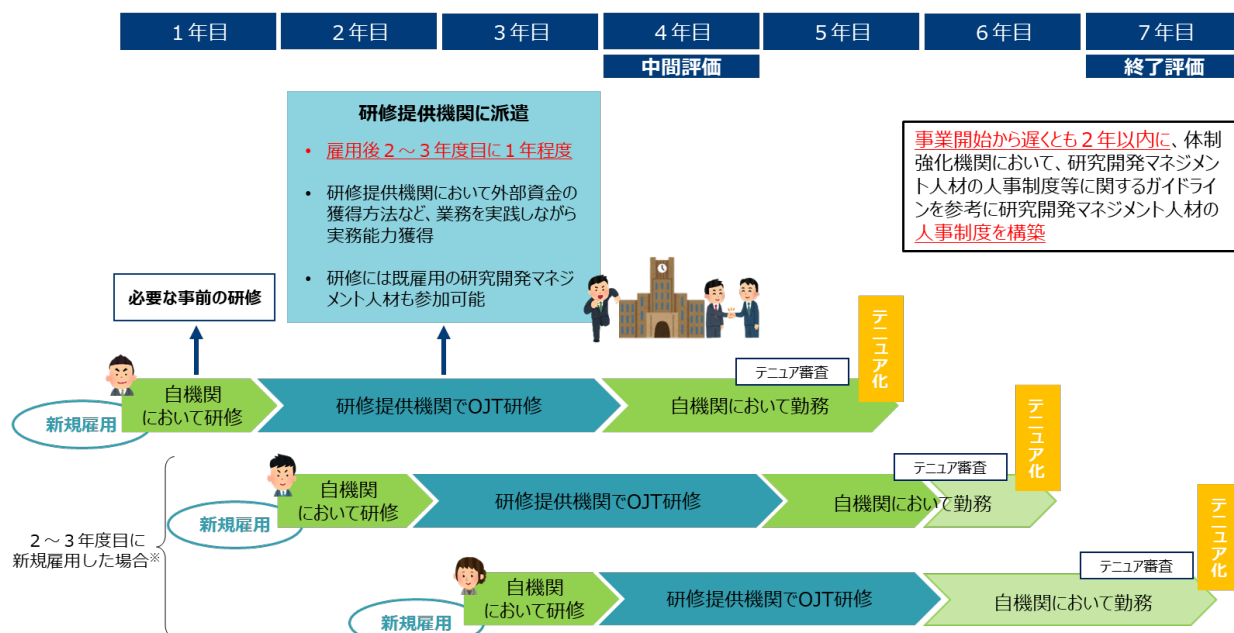 1年目
2年目
3年目
4年目
5年目
6年目
7年目
中間評価
終了評価
研修提供機関に派遣
• 雇用後2～3年度目に1年程度
• 研修提供機関において外部資金の
獲得方法など、業務を実践しながら
実務能力獲得
• 研修には既雇用の研究開発マネジ
メント人材も参加可能
事業開始から遅くとも2年以内に、体制
強化機関において、研究開発マネジメン
ト人材の人事制度等に関するガイドライ
ンを参考に研究開発マネジメント人材の
人事制度を構築
必要な事前の研修
テニュア化
テニュア審査
新規雇用
自機関
において研修
研修提供機関でOJT研修
自機関において勤務
テニュア化
テニュア審査
新規雇用
自機関
において研修
研修提供機関でOJT研修
自機関において勤務
2～3年度目に
新規雇用した場合※
テニュア化
テニュア審査
新規雇用
自機関
において研修
研修提供機関でOJT研修
自機関において勤務